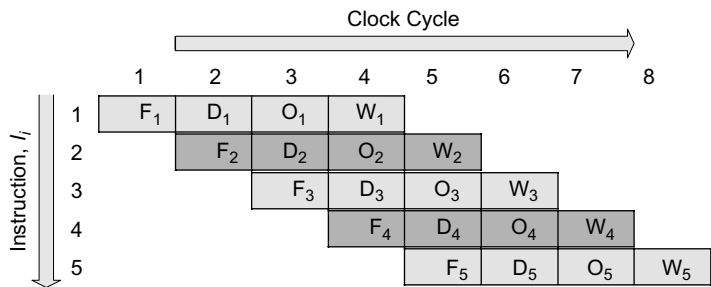 Clock Cycle
1 2 3 4 5 6 7 8
Instruction, Iᵢ
1 F₁ D₁ O₁ W₁
2 F₂ D₂ O₂ W₂
3 F₃ D₃ O₃ W₃
4 F₄ D₄ O₄ W₄
5 F₅ D₅ O₅ W₅